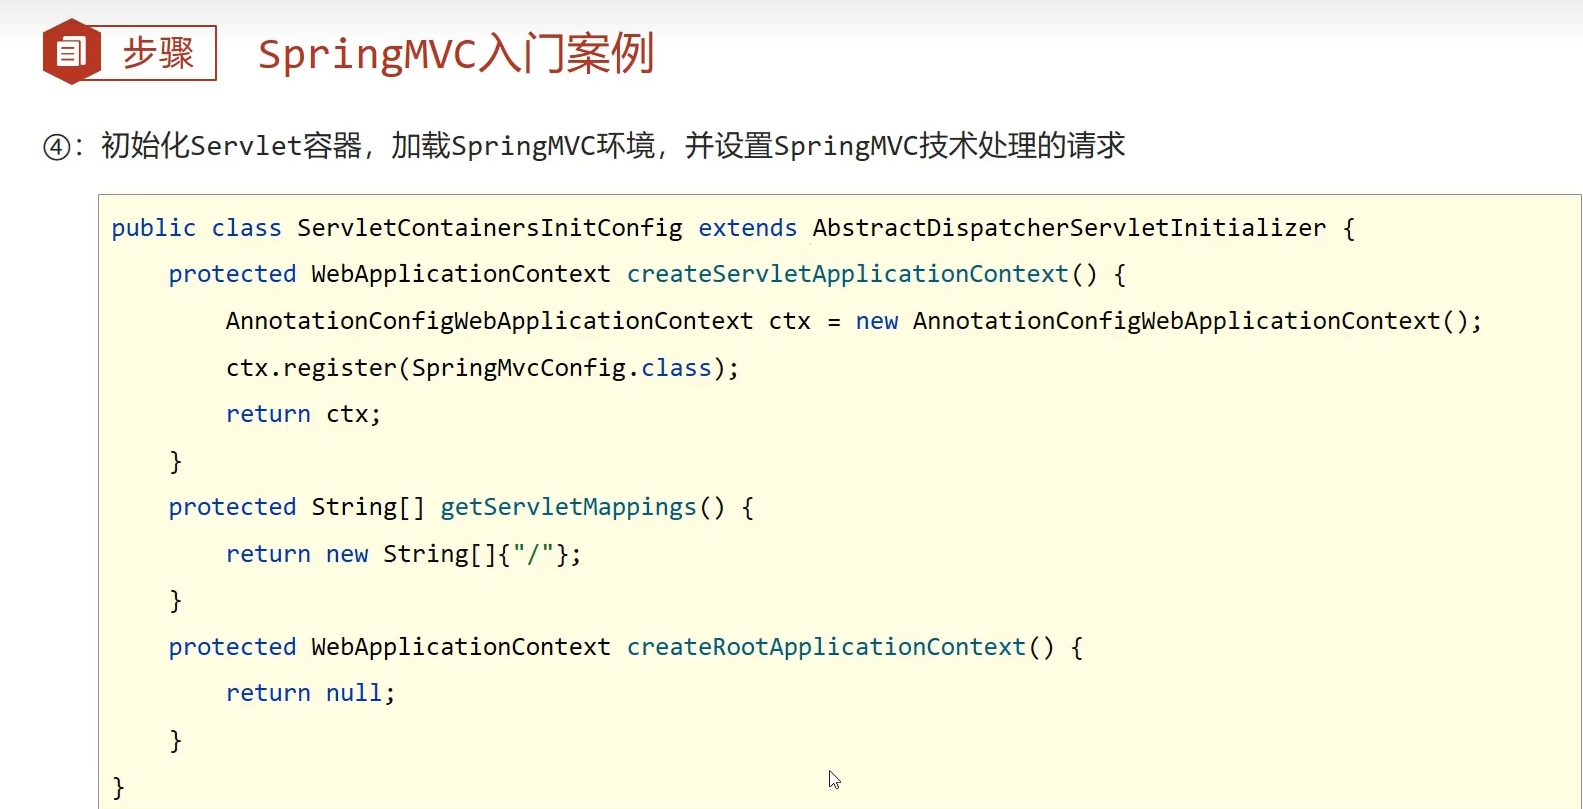 步骤 SpringMVC入门案例
④：初始化Servlet容器，加载SpringMVC环境，并设置SpringMVC技术处理的请求
public class ServletContainersInitConfig extends AbstractDispatcherServletInitializer {
    protected WebApplicationContext createServletApplicationContext() {
        AnnotationConfigWebApplicationContext ctx = new AnnotationConfigWebApplicationContext();
        ctx.register(SpringMvcConfig.class);
        return ctx;
    }
    protected String[] getServletMappings() {
        return new String[]{"/"};
    }
    protected WebApplicationContext createRootApplicationContext() {
        return null;
    }
}